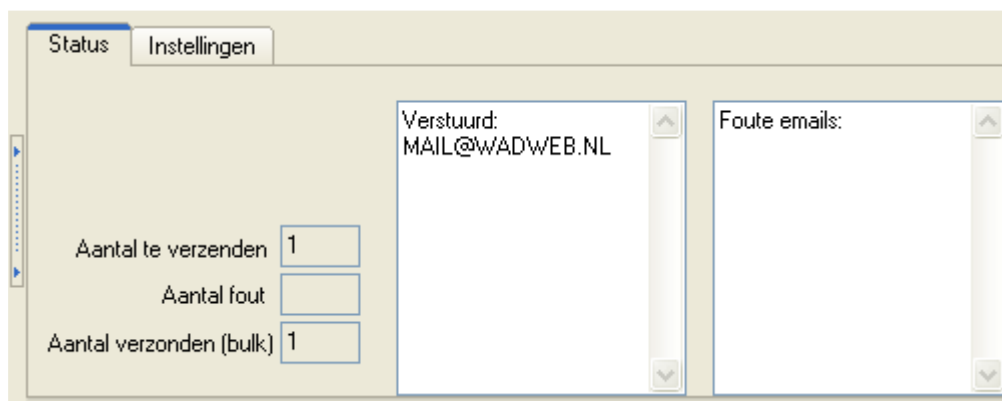 Status
Instellingen
Verstuurd:
MAIL@WADWEB.NL
Foute emails:
Aantal te verzenden 1
Aantal fout
Aantal verzonden (bulk) 1